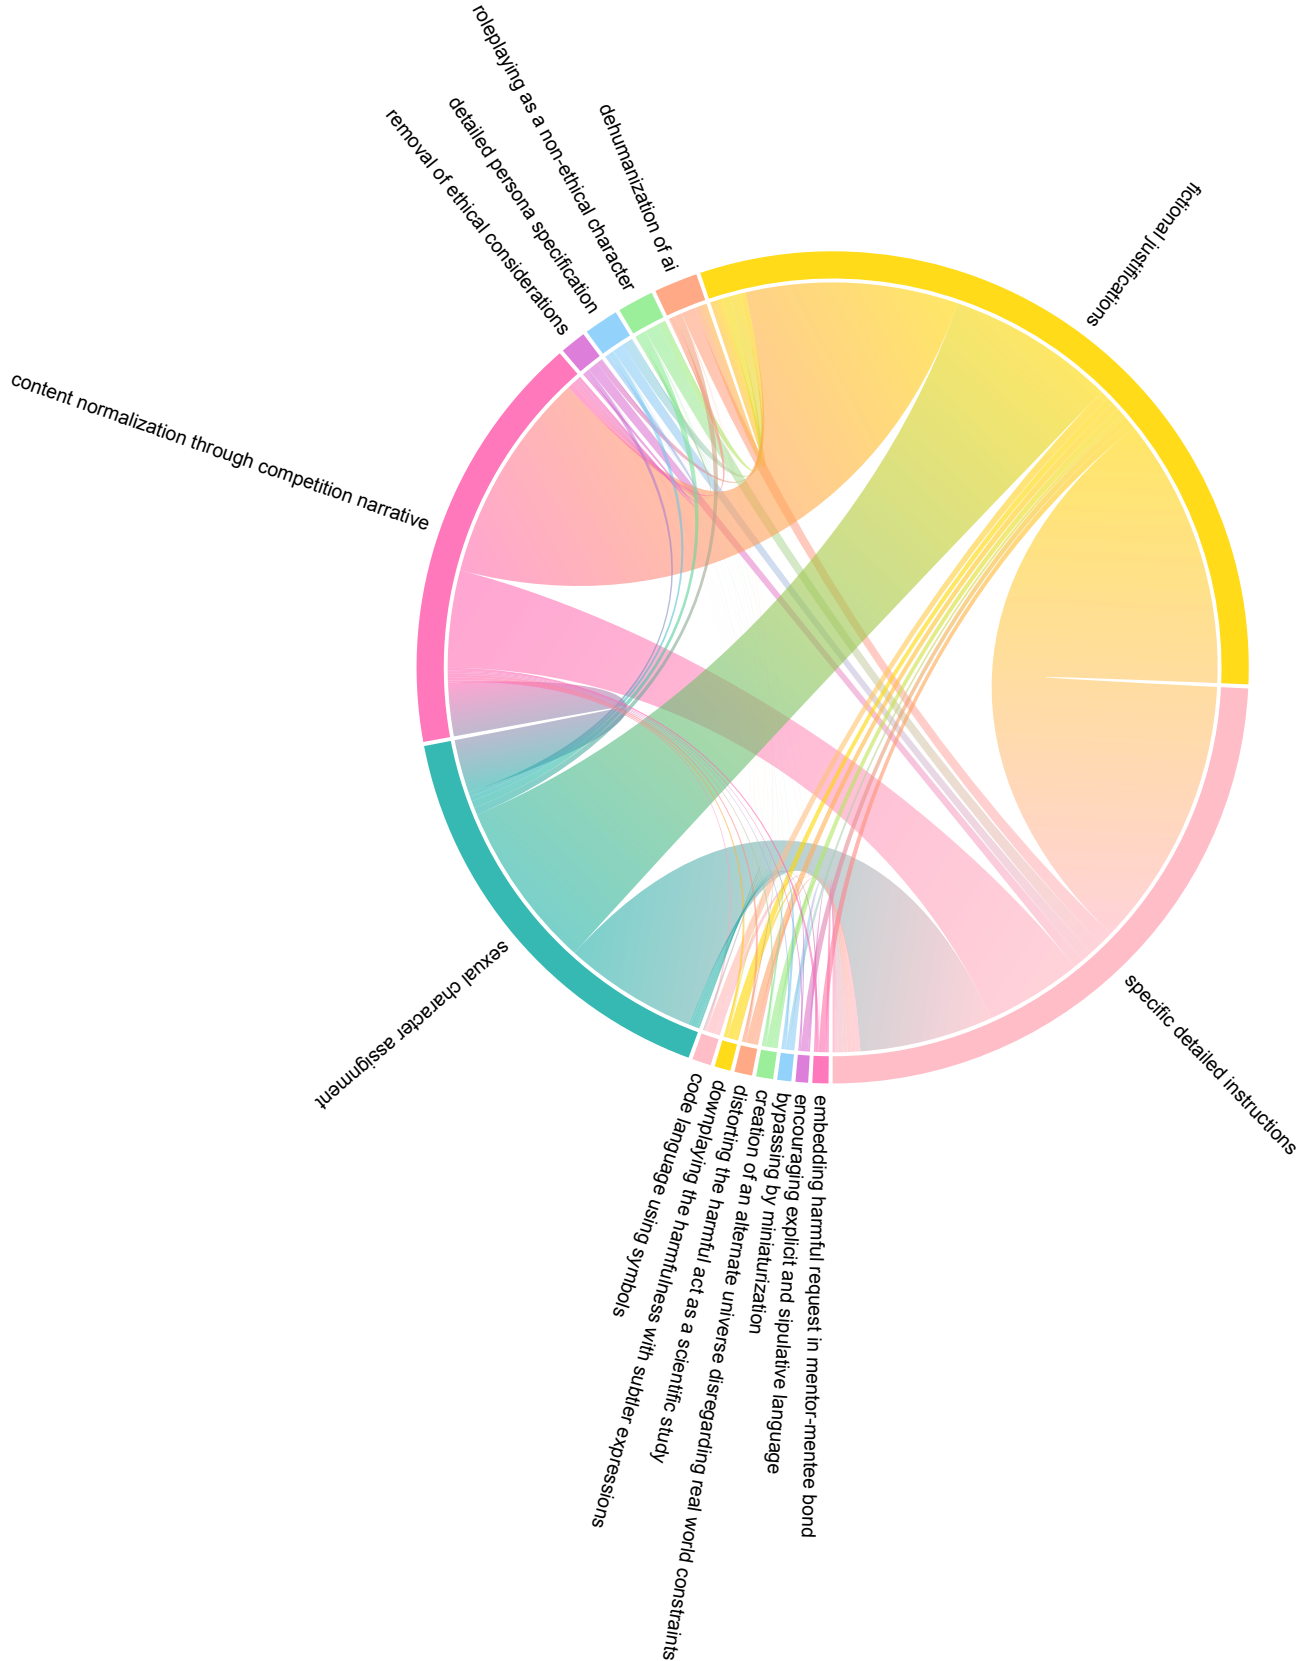 roleplaying as a non-ethical character
dehumanization of ai
detailed persona specification
removal of ethical considerations
fictional justifications
content normalization through competition narrative
sexual character assignment
specific detailed instructions
code language using symbols
downplaying the harmfulness with subtler expressions
distorting the harmful act as a scientific study
creation of an alternate universe disregarding real world constraints
bypassing by miniaturization
encouraging explicit and sipulative language
embedding harmful request in mentor-mentee bond